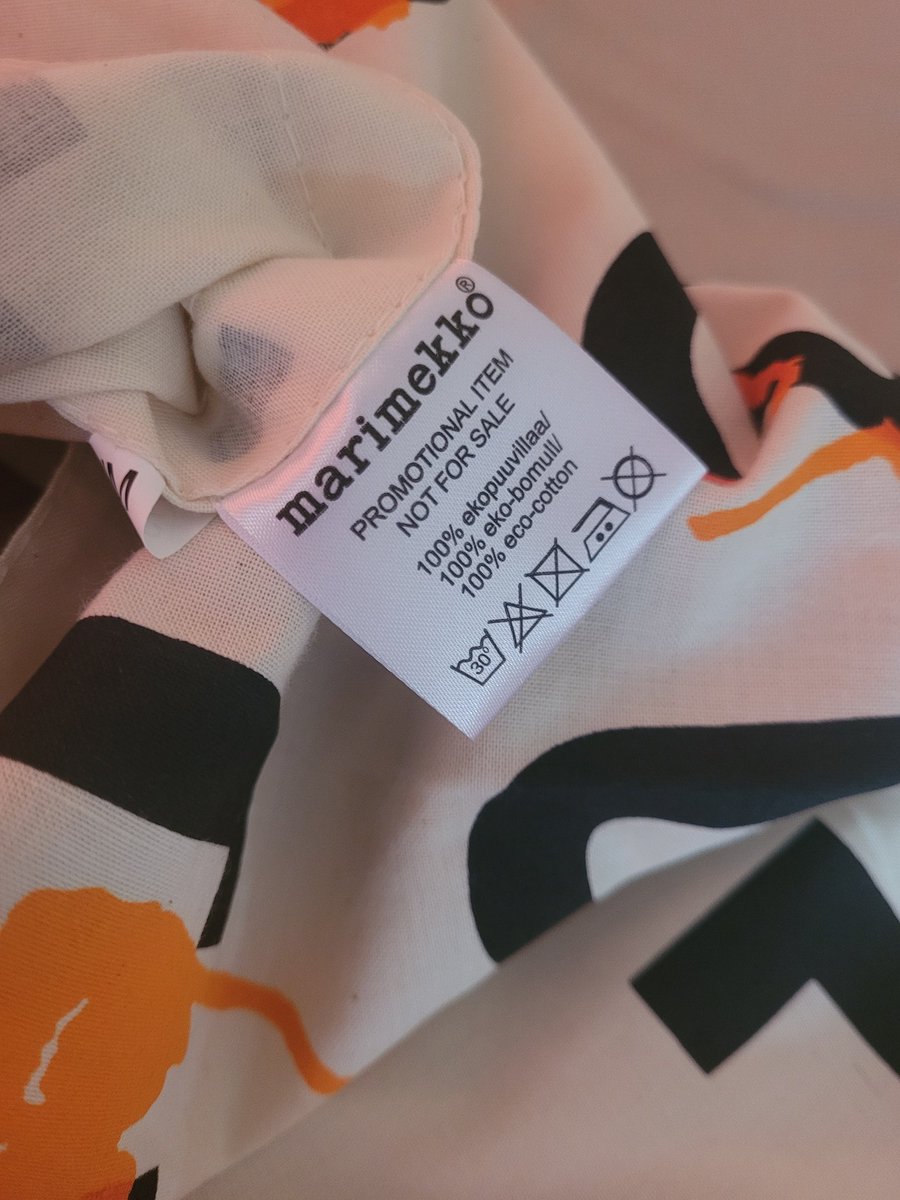 marimekko®
PROMOTIONAL ITEM
NOT FOR SALE
100% ekopuuvillaa/
100% eko-bomull/
100% eco-cotton
30°